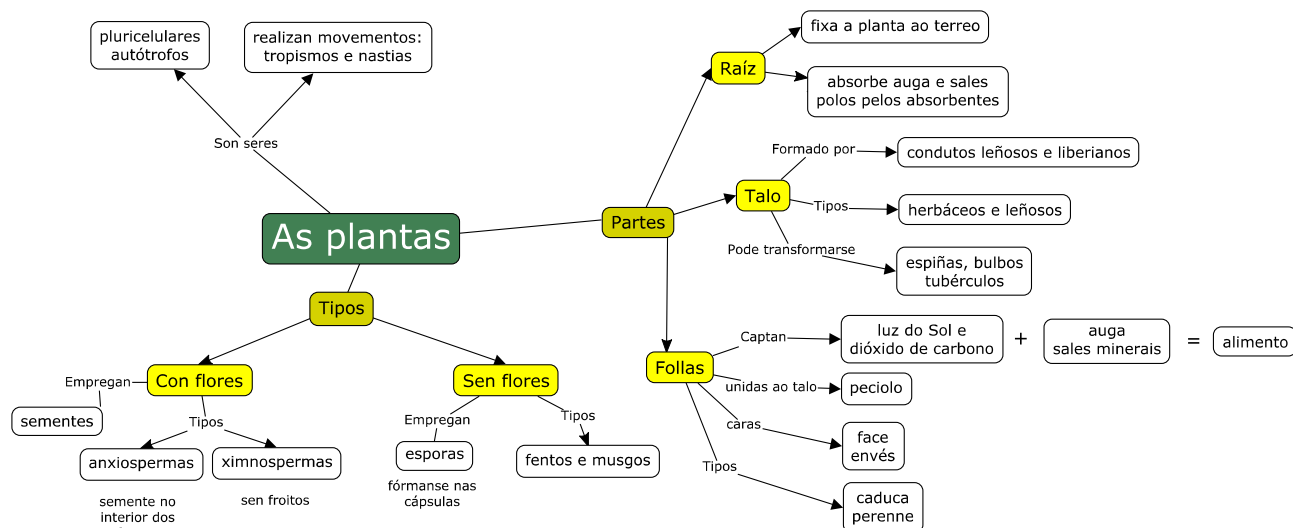 pluricelulares
autótrofos
realizan movementos:
tropismos e nastias
Son seres
As plantas
Partes
Raíz
fixa a planta ao terreo
absorbe auga e sales
polos pelos absorbentes
Talo
Formado por
condutos leñosos e liberianos
Tipos
herbáceos e leñosos
Pode transformarse
espiñas, bulbos
tubérculos
Follas
Captan
luz do Sol e
dióxido de carbono
+
auga
sales minerais
=
alimento
unidas ao talo
peciolo
caras
face
envés
Tipos
caduca
perenne
Tipos
Con flores
Empregan
sementes
Tipos
anxiospermas
semente no
interior dos
ximnospermas
sen froitos
Sen flores
Empregan
esporas
fórmanse nas
cápsulas
Tipos
fentos e musgos